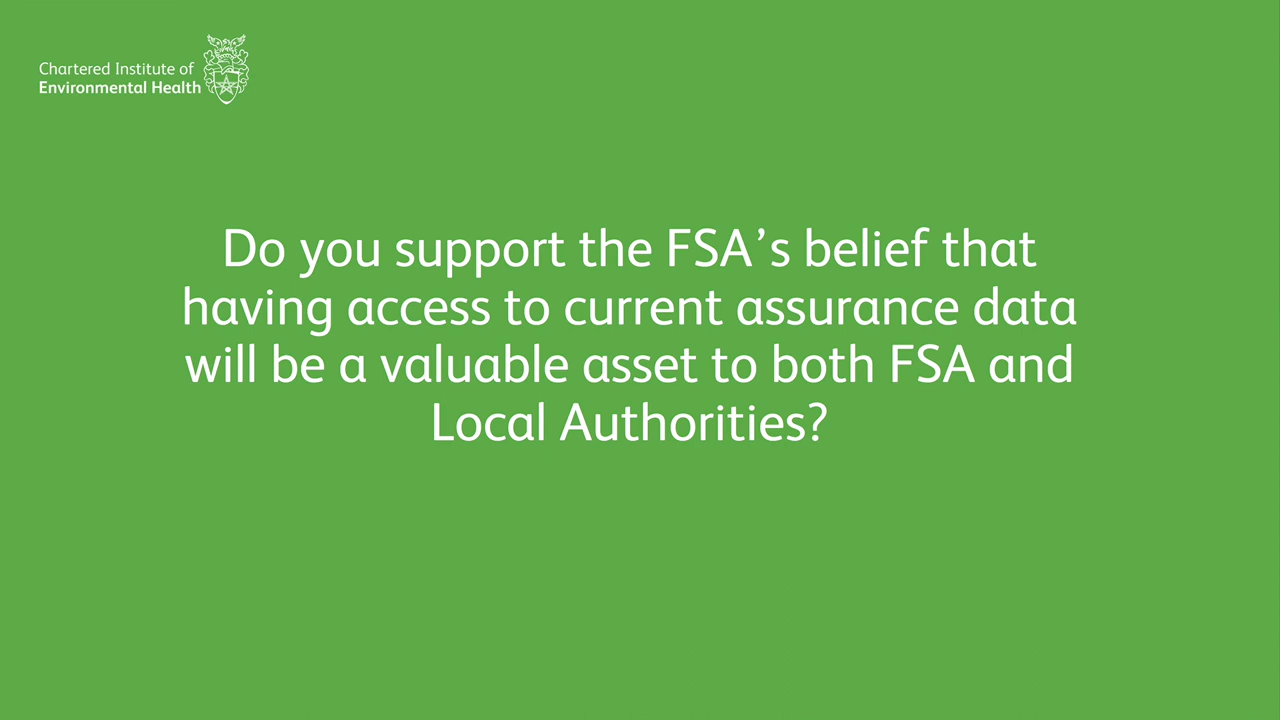 Chartered Institute of
Environmental Health
Do you support the FSA’s belief that
having access to current assurance data
will be a valuable asset to both FSA and
Local Authorities?